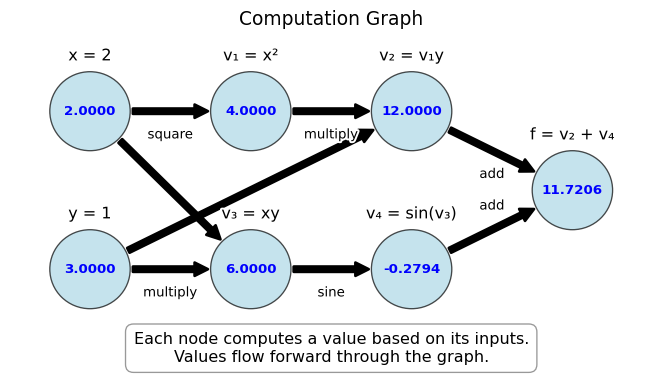 Computation Graph
x = 2
v₁ = x²
v₂ = v₁y
2.0000
4.0000
12.0000
square
multiply
f = v₂ + v₄
add
11.7206
add
y = 1
v₃ = xy
v₄ = sin(v₃)
3.0000
6.0000
-0.2794
multiply
sine
Each node computes a value based on its inputs.
Values flow forward through the graph.